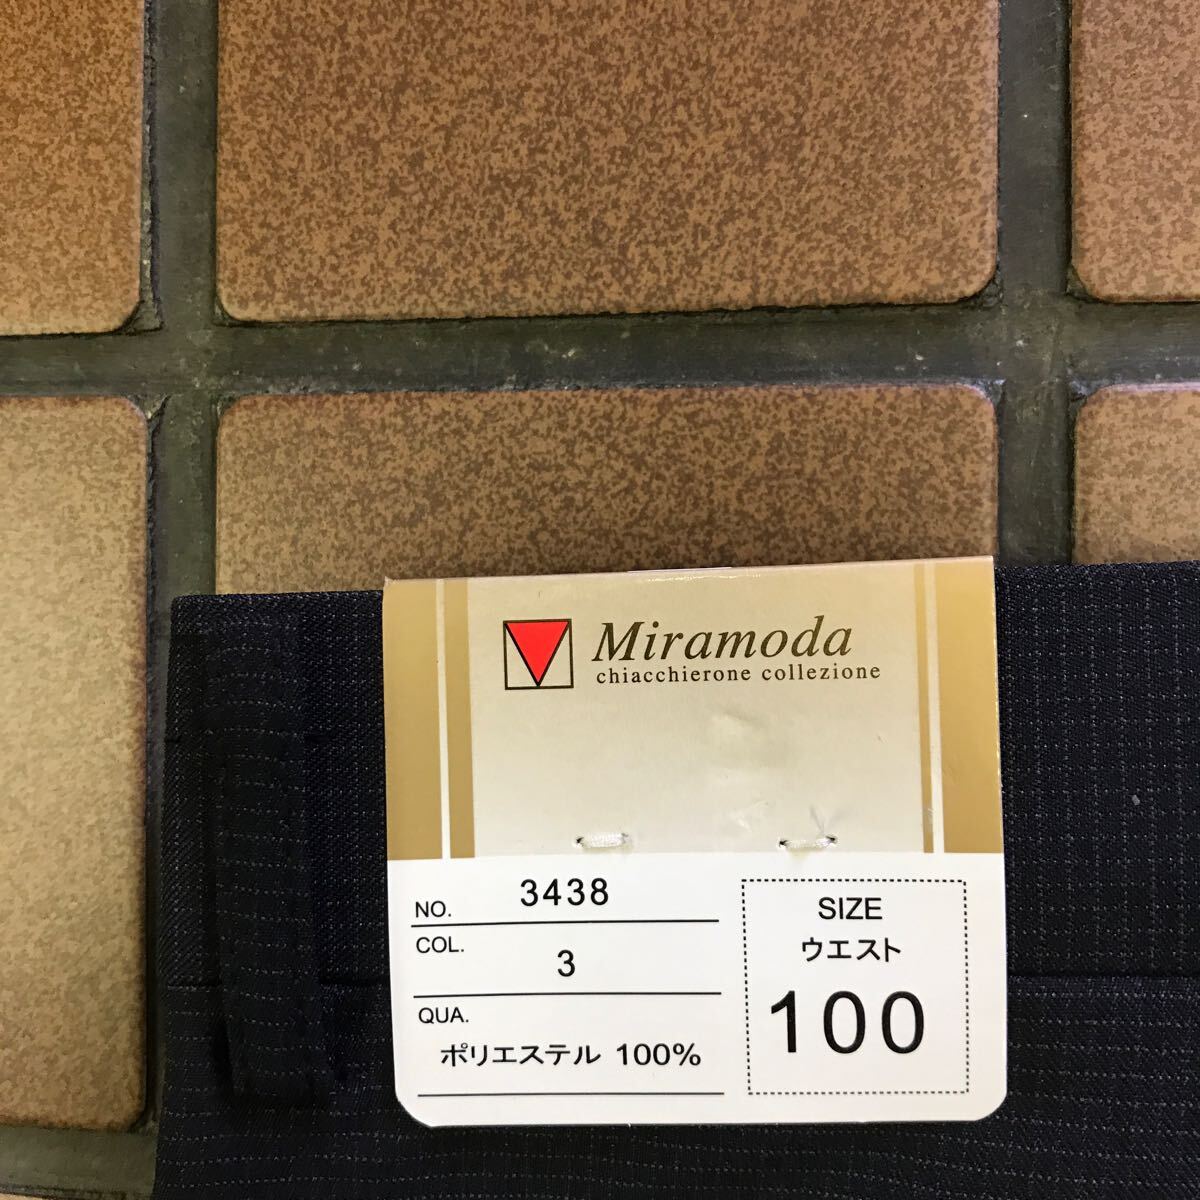 Miramoda
chiacchierone collezione
NO. 3438
COL. 3
QUA.
ポリエステル 100%
SIZE
ウエスト
100